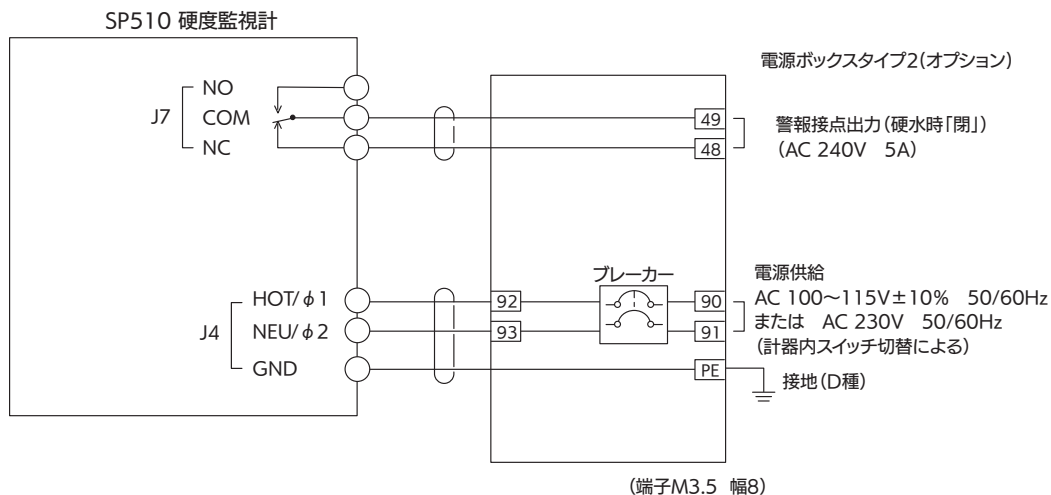 SP510 硬度監視計
電源ボックスタイプ2(オプション)
NO
J7
COM
NC
49
48
警報接点出力(硬水時「閉」)
(AC 240V 5A)
ブレーカー
電源供給
HOT/φ1
92
90
AC 100～115V±10% 50/60Hz
J4
NEU/φ2
93
91
または AC 230V 50/60Hz
(計器内スイッチ切替による)
GND
PE
接地(D種)
(端子M3.5 幅8)